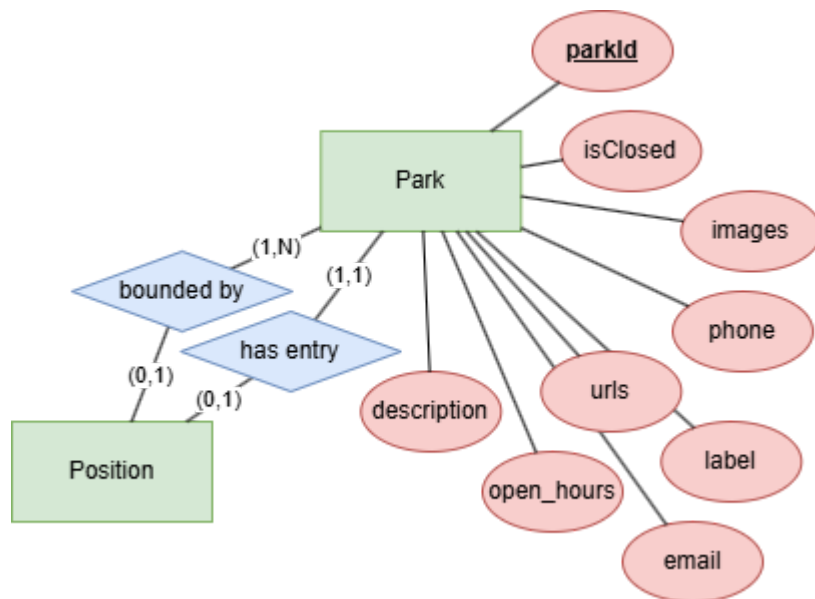 parkId
isClosed
Park
images
(1,N)
(1,1)
bounded by
phone
has entry
(0,1)
(0,1)
urls
description
label
Position
open_hours
email